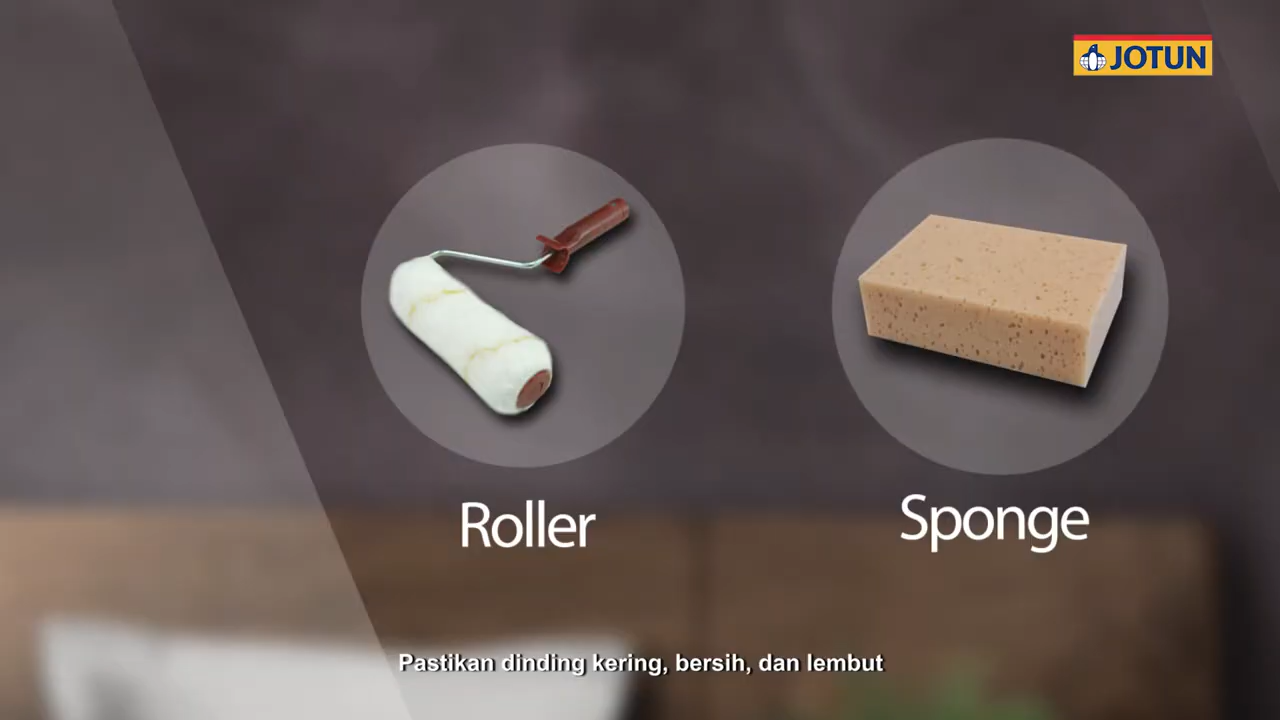 JOTUN
Roller
Sponge
Pastikan dinding kering, bersih, dan lembut